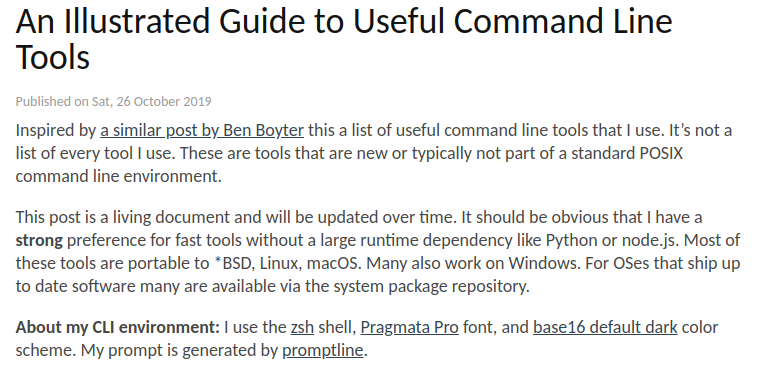 An Illustrated Guide to Useful Command Line
Tools
Published on Sat, 26 October 2019
Inspired by a similar post by Ben Boyter this a list of useful command line tools that I use. It’s not a
list of every tool I use. These are tools that are new or typically not part of a standard POSIX
command line environment.
This post is a living document and will be updated over time. It should be obvious that I have a
strong preference for fast tools without a large runtime dependency like Python or node.js. Most of
these tools are portable to *BSD, Linux, macOS. Many also work on Windows. For OSes that ship up
to date software many are available via the system package repository.
About my CLI environment: I use the zsh shell, Pragmata Pro font, and base16 default dark color
scheme. My prompt is generated by promptline.